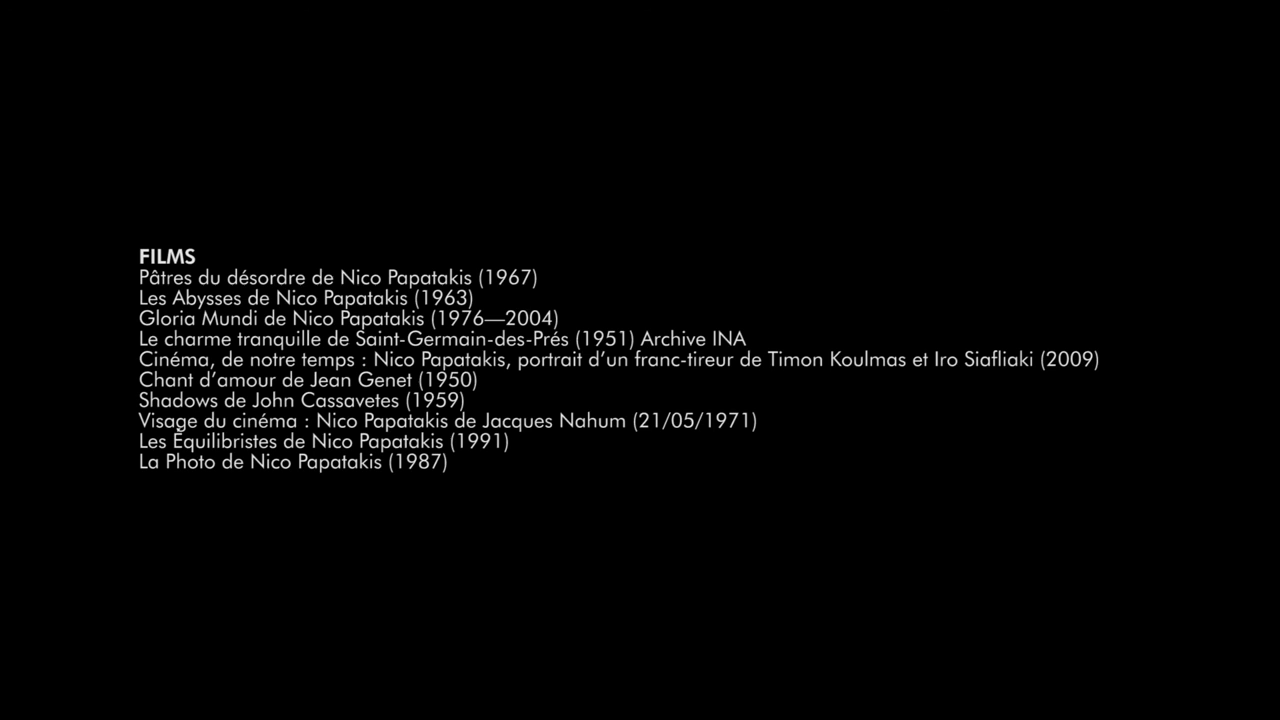 FILMS
Pâtres du désordre de Nico Papatakis (1967)
Les Abysses de Nico Papatakis (1963)
Gloria Mundi de Nico Papatakis (1976—2004)
Le charme tranquille de Saint-Germain-des-Prés (1951) Archive INA
Cinéma, de notre temps : Nico Papatakis, portrait d’un franc-tireur de Timon Koulmas et Iro Siafliaki (2009)
Chant d’amour de Jean Genet (1950)
Shadows de John Cassavetes (1959)
Visage du cinéma : Nico Papatakis de Jacques Nahum (21/05/1971)
Les Équilibristes de Nico Papatakis (1991)
La Photo de Nico Papatakis (1987)